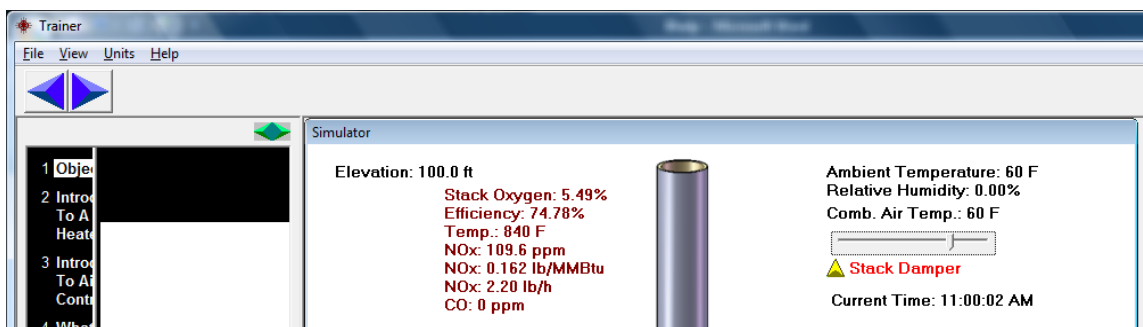 Trainer
File View Units Help
1 Obje
2 Introd
To A
Heate
3 Introd
To Ai
Contr
4 What
Simulator
Elevation: 100.0 ft
Stack Oxygen: 5.49%
Efficiency: 74.78%
Temp.: 840 F
NOx: 109.6 ppm
NOx: 0.162 lb/MMBtu
NOx: 2.20 lb/h
CO: 0 ppm
Ambient Temperature: 60 F
Relative Humidity: 0.00%
Comb. Air Temp.: 60 F
Stack Damper
Current Time: 11:00:02 AM